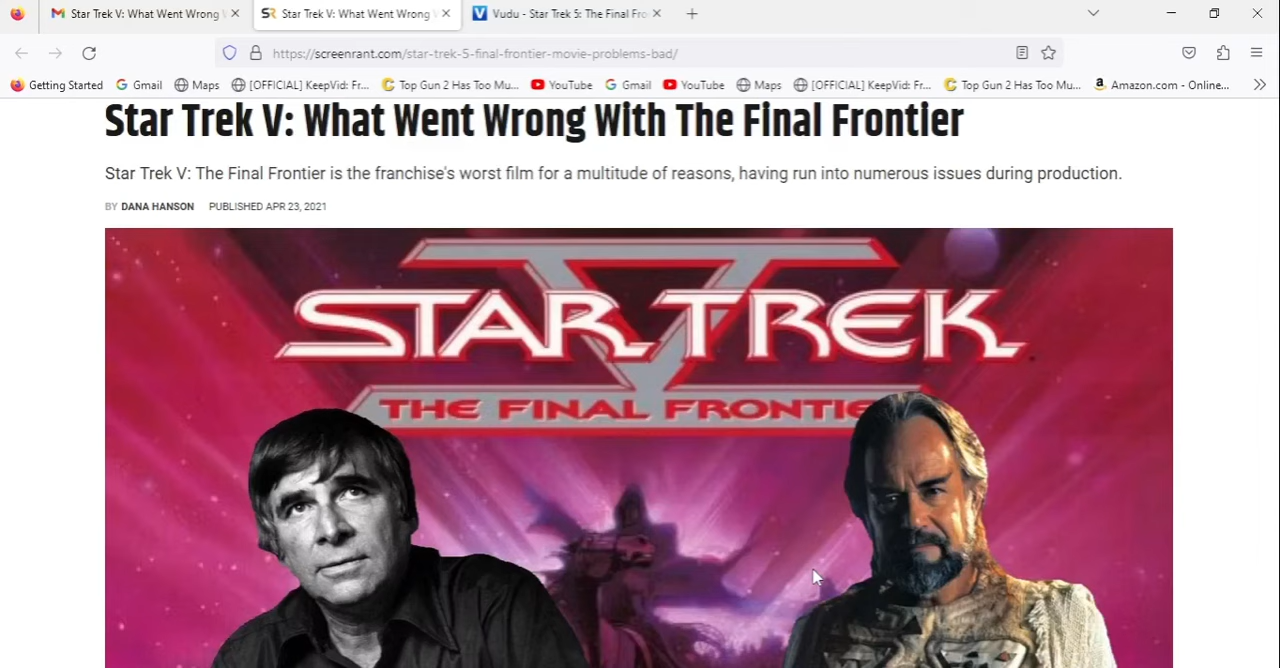 Star Trek V: What Went Wrong
Star Trek V: What Went Wrong
Vudu - Star Trek 5: The Final Fro
https://screenrant.com/star-trek-5-final-frontier-movie-problems-bad/
Getting Started Gmail Maps [OFFICIAL] KeepVid: Fr... Top Gun 2 Has Too Mu... YouTube Gmail YouTube Maps [OFFICIAL] KeepVid: Fr... Top Gun 2 Has Too Mu... Amazon.com - Online...
Star Trek V: What Went Wrong With The Final Frontier
Star Trek V: The Final Frontier is the franchise's worst film for a multitude of reasons, having run into numerous issues during production.
BY DANA HANSON PUBLISHED APR 23, 2021
V
STAR TREK
THE FINAL FRONTIE